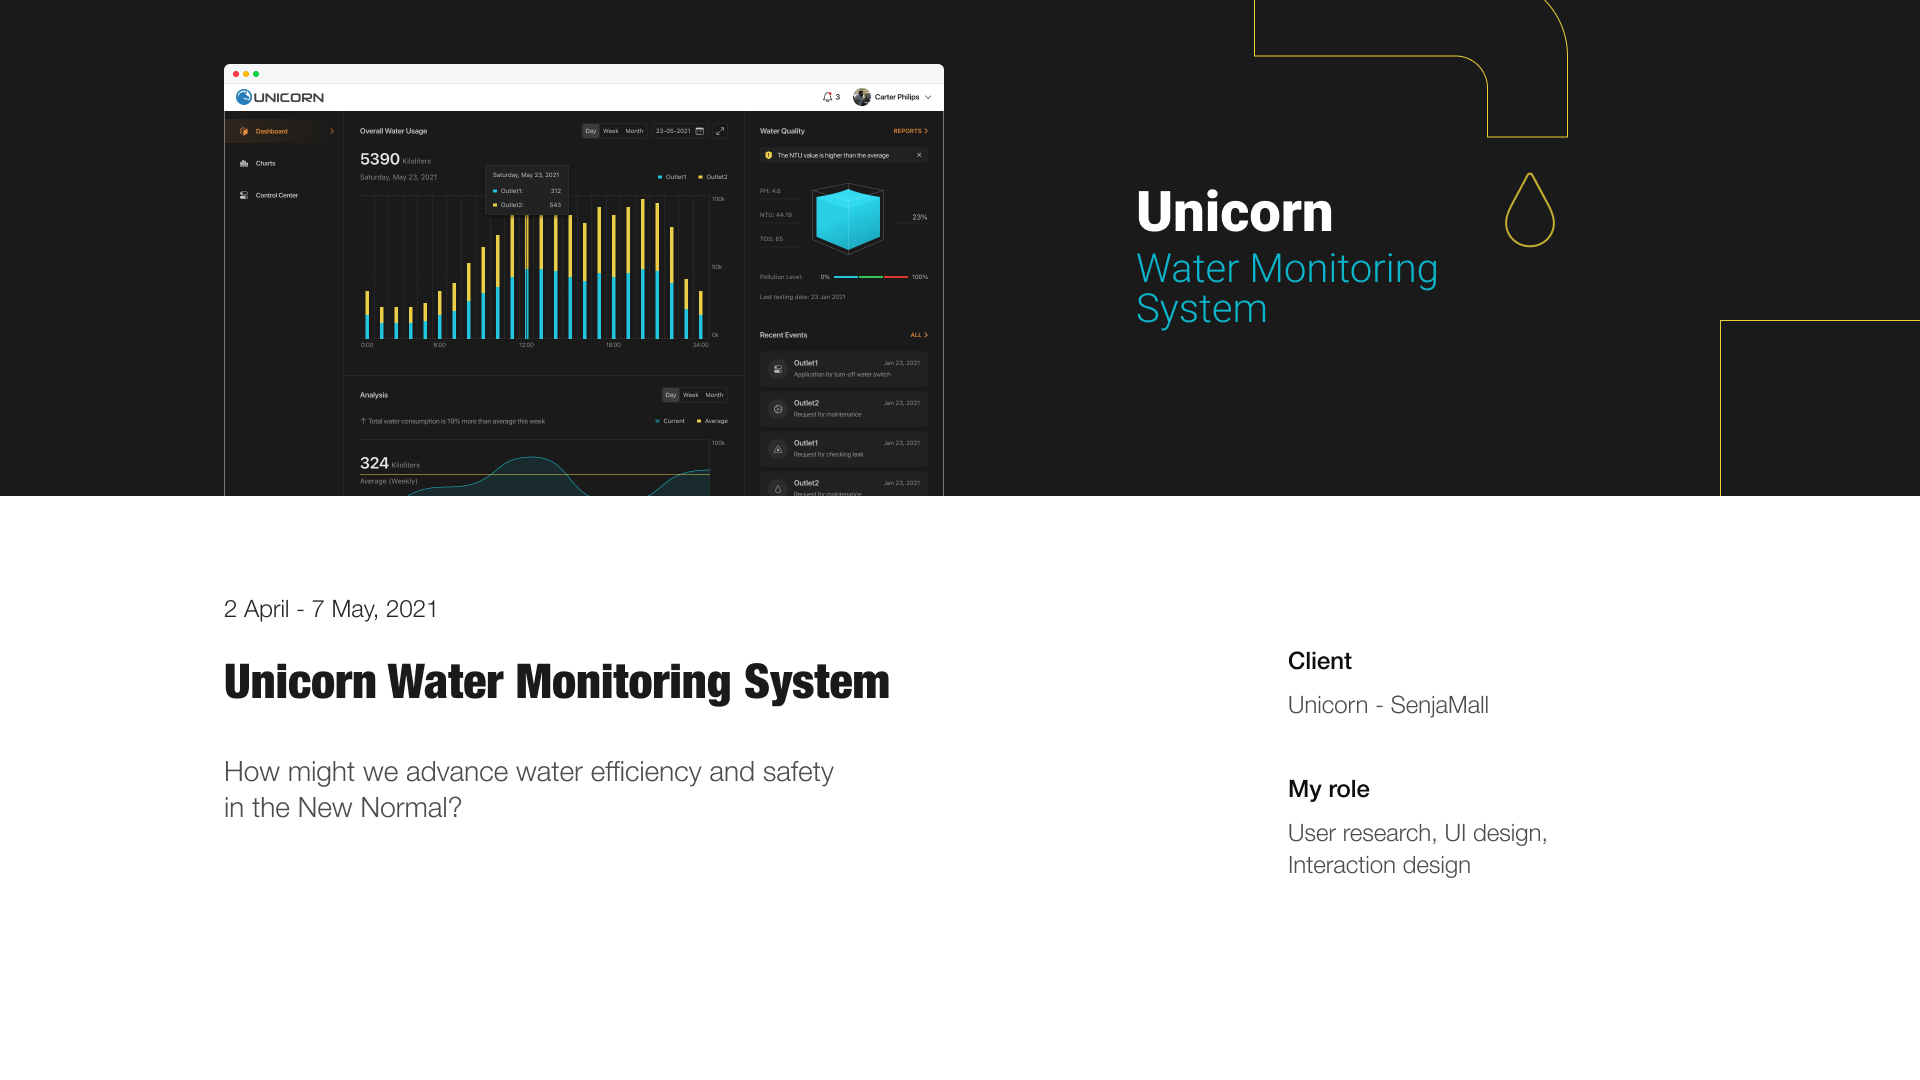 UNICORN
3
Carter Philips
Dashboard
Charts
Control Center
Overall Water Usage
Day Week Month
23-05-2021
5390 Kiloliters
Saturday, May 23, 2021
Outlet1 Outlet2
Saturday, May 23, 2021
Outlet1: 312
Outlet2: 543
100k
50k
0k
0:00 6:00 12:00 18:00 24:00
Analysis
Day Week Month
Total water consumption is 19% more than average this week
Current Average
100k
324 Kiloliters
Average (Weekly)
Water Quality
REPORTS
The NTU value is higher than the average
PH: 4.6
NTU: 44.19
TDS: 65
23%
Pollution Level: 0% 100%
Last testing date: 23 Jan 2021
Recent Events
ALL
Outlet1 Jan 23, 2021
Application for turn-off water switch
Outlet2 Jan 23, 2021
Request for maintenance
Outlet1 Jan 23, 2021
Request for checking leak
Outlet2 Jan 23, 2021
Request for maintenance
Unicorn
Water Monitoring
System
2 April - 7 May, 2021
Unicorn Water Monitoring System
How might we advance water efficiency and safety
in the New Normal?
Client
Unicorn - SenjaMall
My role
User research, UI design,
Interaction design